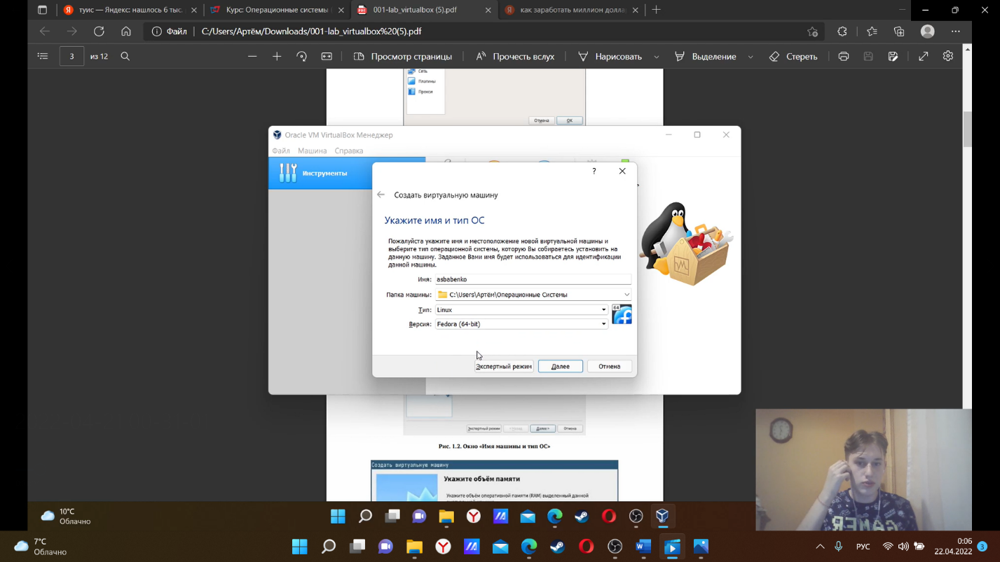 туис — Яндекс: нашлось 6 тыс.
Курс: Операционные системы
001-lab_virtualbox (5).pdf
как заработать миллион долла
Файл
C:/Users/Артём/Downloads/001-lab_virtualbox%20(5).pdf
3 из 12
Просмотр страницы
Прочесть вслух
Нарисовать
Выделение
Стереть
Сеть
Плагины
Прокси
Отмена
OK
Oracle VM VirtualBox Менеджер
Файл Машина Справка
Инструменты
?
Создать виртуальную машину
Укажите имя и тип ОС
Пожалуйста укажите имя и местоположение новой виртуальной машины и
выберите тип операционной системы, которую Вы собираетесь установить на
данную машину. Заданное Вами имя будет использоваться для идентификации
данной машины.
Имя: asbabenko
Папка машины: C:\Users\Артём\Операционные Системы
Тип: Linux
64
Версия: Fedora (64-bit)
Экспертный режим
Далее
Отмена
Экспертный режим
Далее >
Отмена
Рис. 1.2. Окно «Имя машины и тип ОС»
Создать виртуальную машину
Укажите объём памяти
Укажите объём оперативной памяти (RAM) выделенный данной
GAMER
10°C
Облачно
7°C
Облачно
РУС
0:06
22.04.2022
3